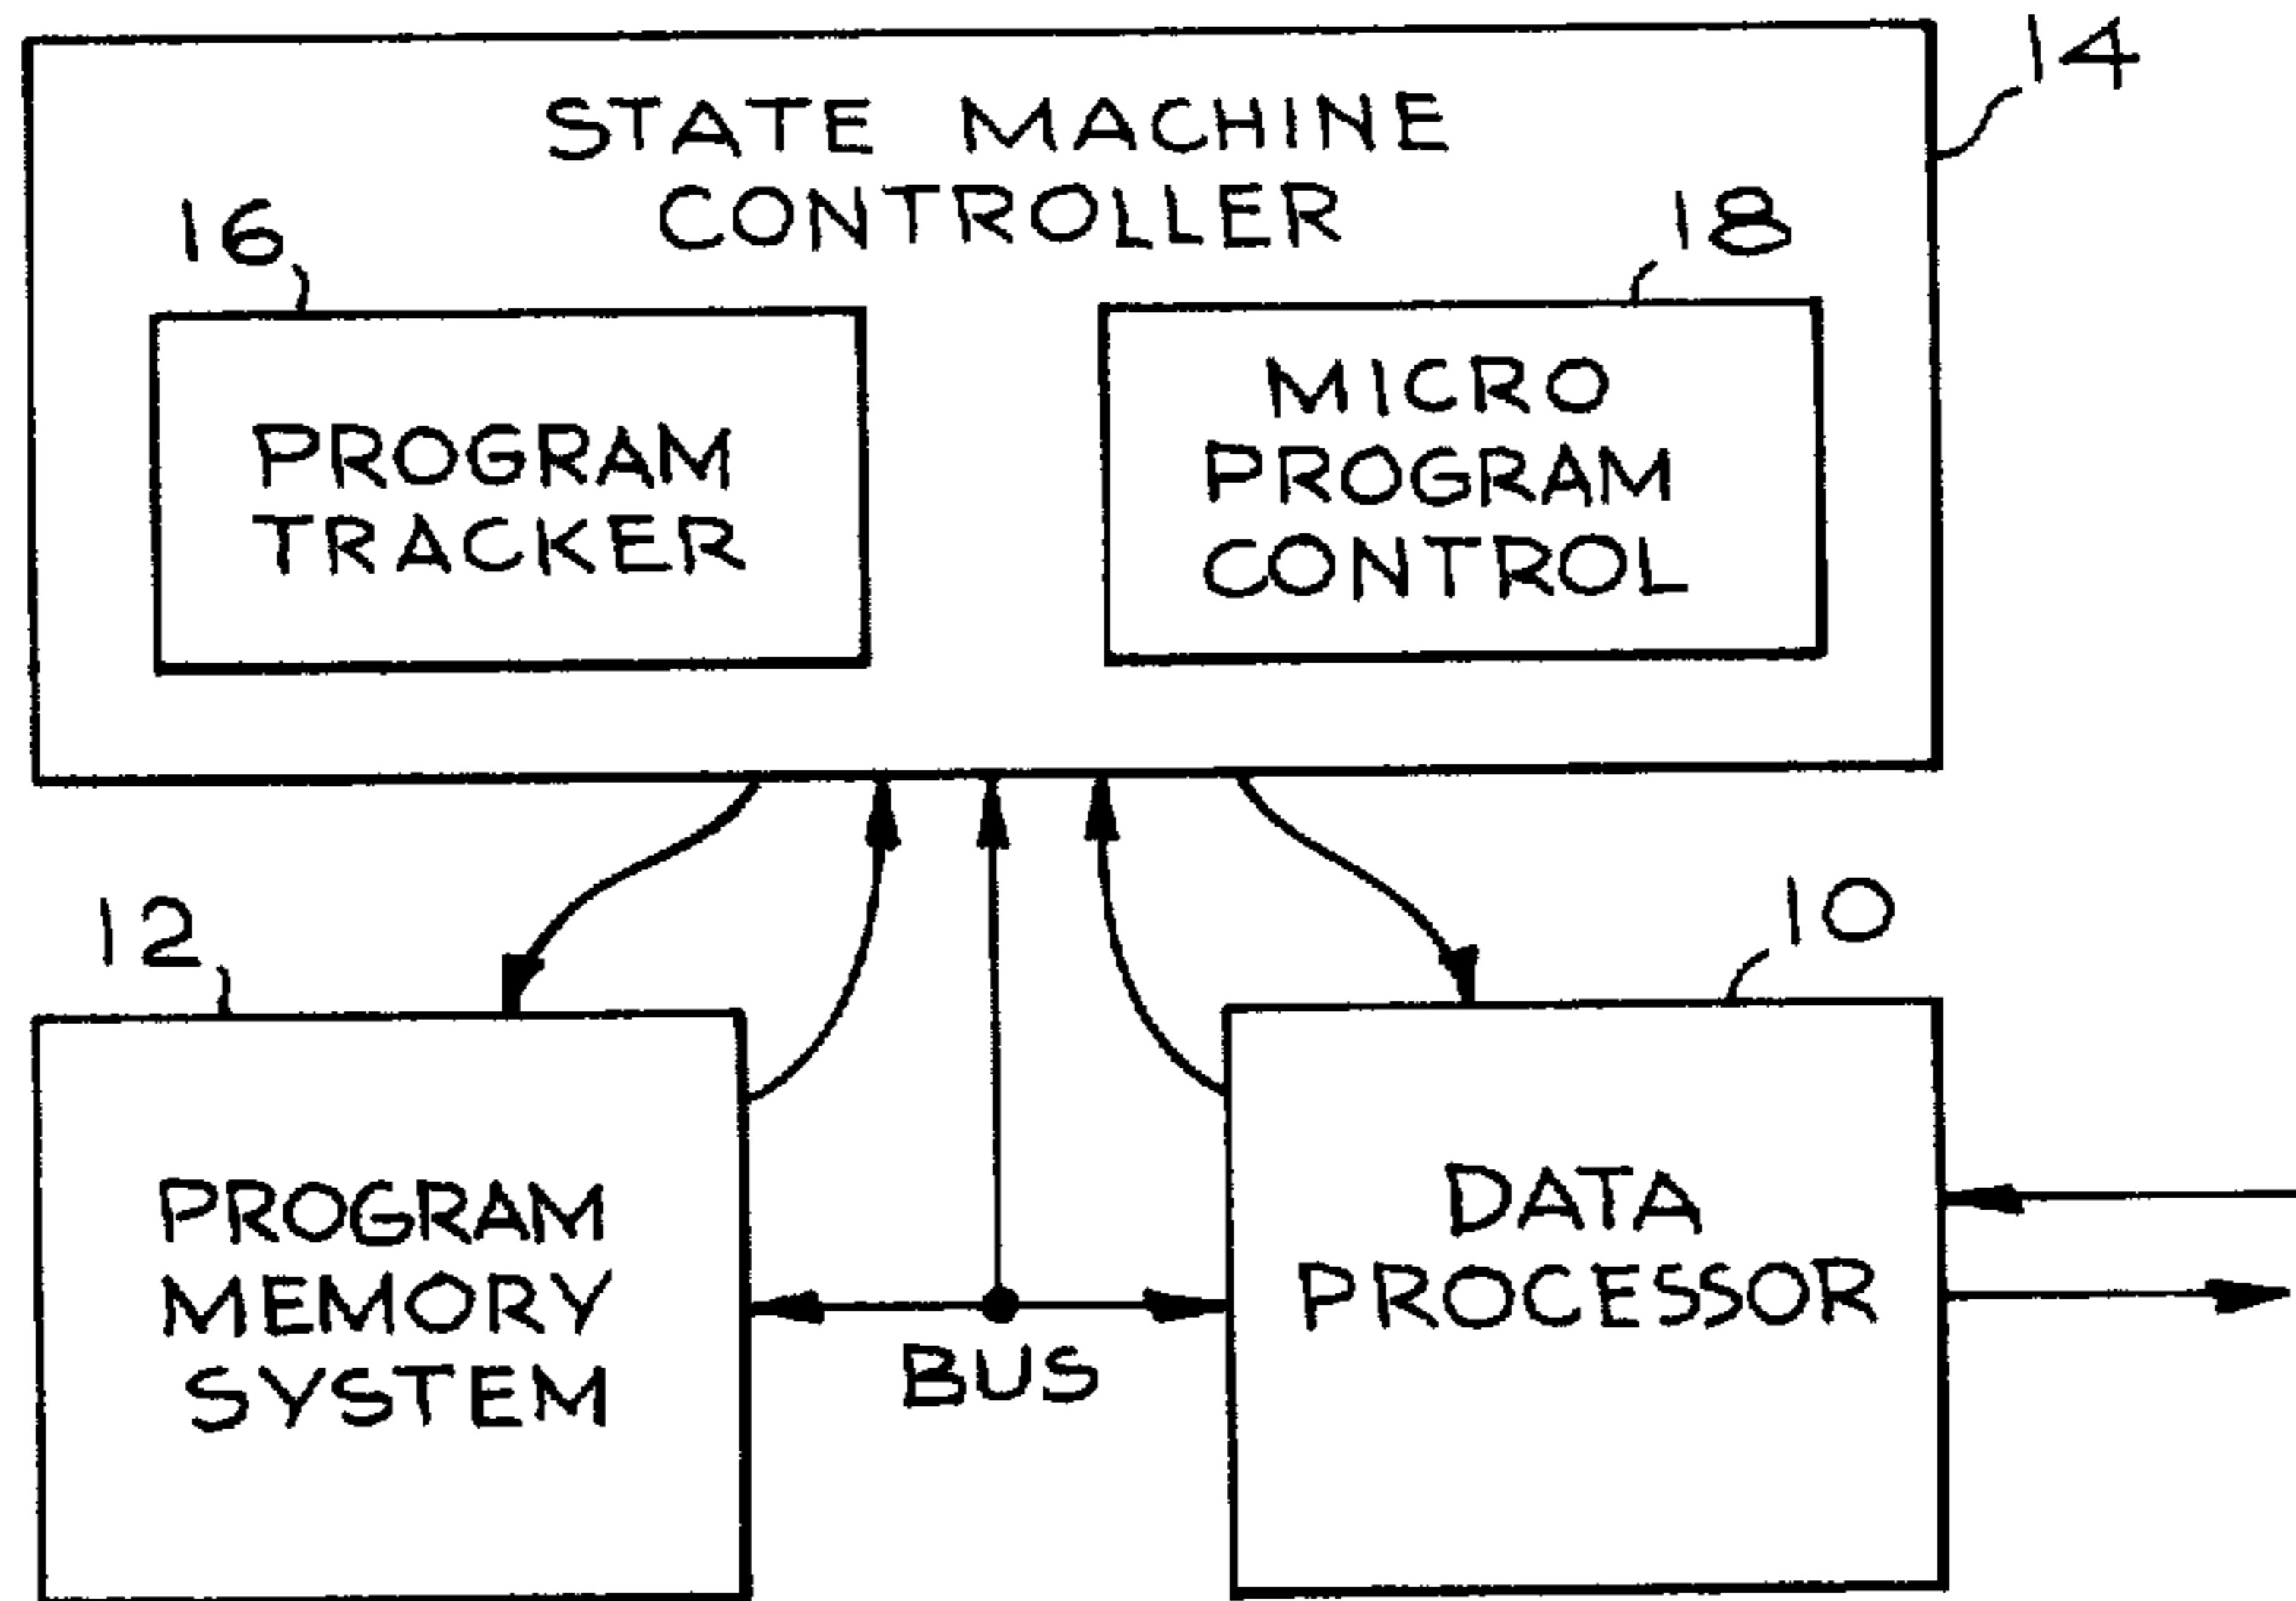 14
STATE MACHINE
CONTROLLER
16
18
PROGRAM
TRACKER
MICRO
PROGRAM
CONTROL
12
10
PROGRAM
MEMORY
SYSTEM
BUS
DATA
PROCESSOR